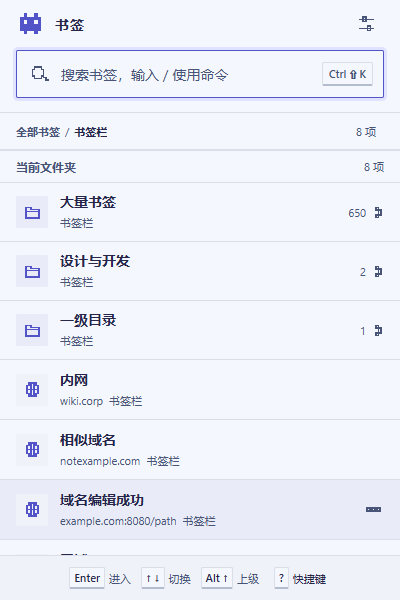 书签
搜索书签，输入 / 使用命令
Ctrl ⇧ K
全部书签 / 书签栏
8 项
当前文件夹
8 项
大量书签
650
书签栏
设计与开发
2
书签栏
一级目录
1
书签栏
内网
wiki.corp 书签栏
相似域名
notexample.com 书签栏
域名编辑成功
example.com:8080/path 书签栏
Enter 进入 ↑↓ 切换 Alt ↑ 上级 ? 快捷键